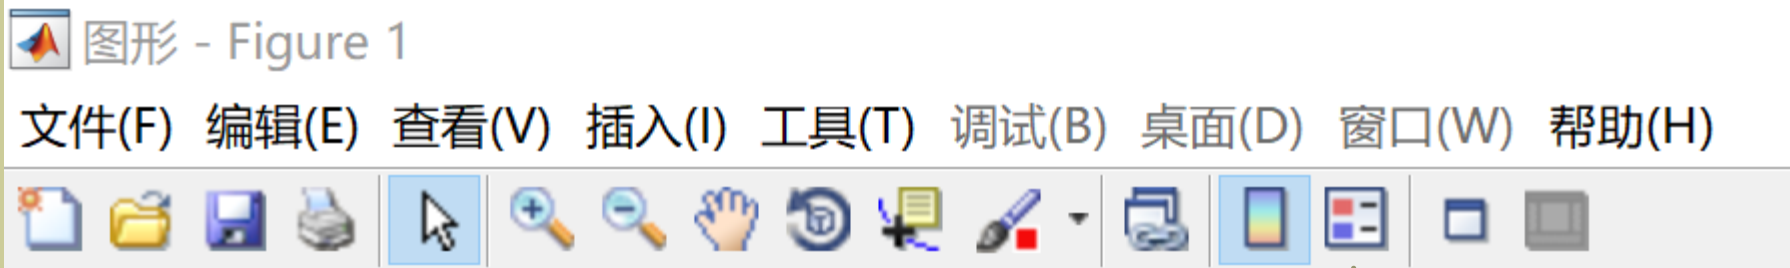 图形 - Figure 1
文件(F) 编辑(E) 查看(V) 插入(I) 工具(T) 调试(B) 桌面(D) 窗口(W) 帮助(H)